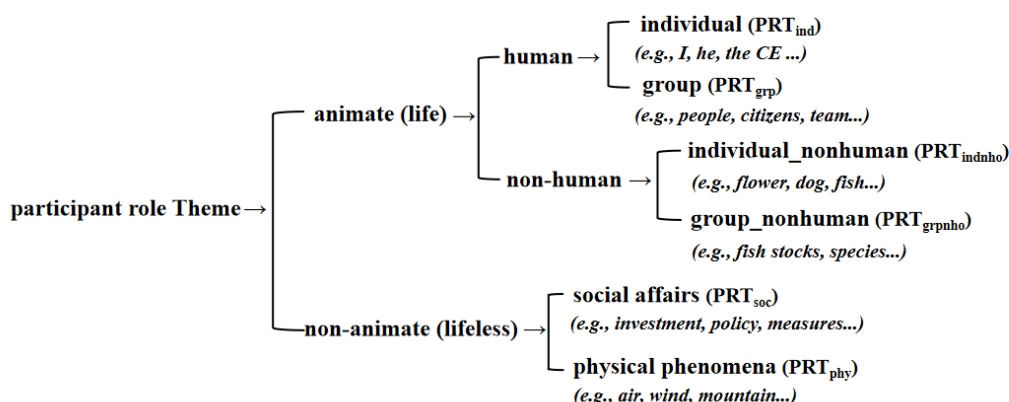 individual (PRTind)
(e.g., I, he, the CE ...)
human →
group (PRTgrp)
(e.g., people, citizens, team...)
animate (life) →
individual_nonhuman (PRTindnho)
(e.g., flower, dog, fish...)
non-human →
group_nonhuman (PRTgrpnho)
(e.g., fish stocks, species...)
participant role Theme→
social affairs (PRTsoc)
(e.g., investment, policy, measures...)
non-animate (lifeless) →
physical phenomena (PRTphy)
(e.g., air, wind, mountain...)